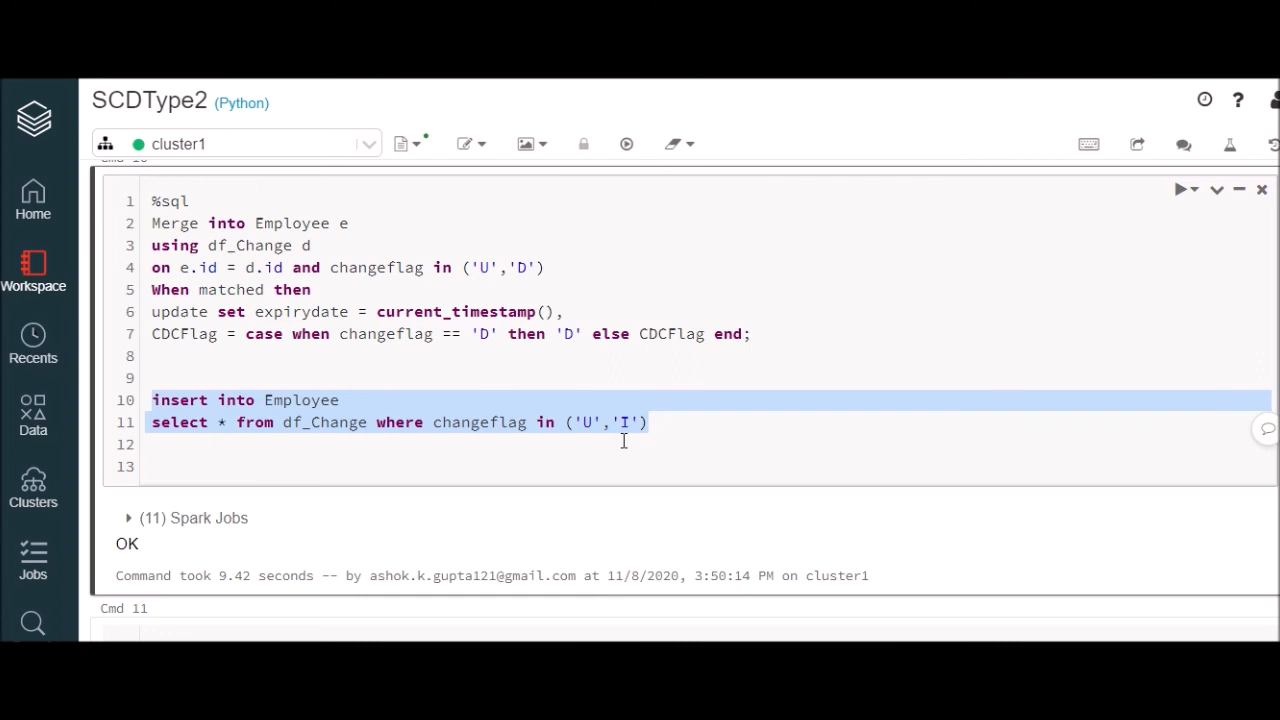 SCDType2 (Python)
cluster1
Home
Workspace
Recents
Data
Clusters
Jobs
1 %sql
2 Merge into Employee e
3 using df_Change d
4 on e.id = d.id and changeflag in ('U','D')
5 When matched then
6 update set expirydate = current_timestamp(),
7 CDCFlag = case when changeflag == 'D' then 'D' else CDCFlag end;
8
9
10 insert into Employee
11 select * from df_Change where changeflag in ('U','I')
12
13
(11) Spark Jobs
OK
Command took 9.42 seconds -- by ashok.k.gupta121@gmail.com at 11/8/2020, 3:50:14 PM on cluster1
Cmd 11